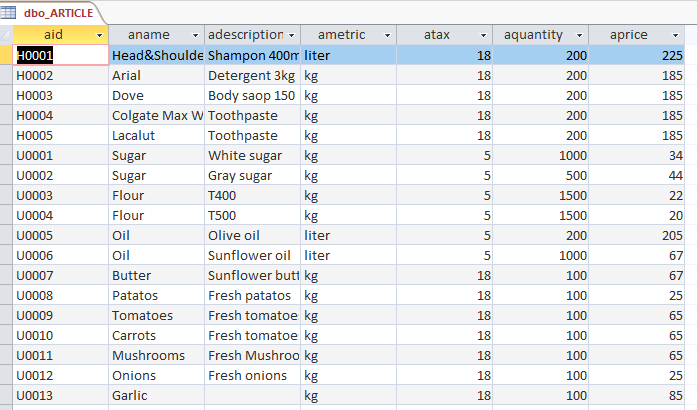 dbo_ARTICLE
aid aname adescription ametric atax aquantity aprice
H0001 Head&Shoulde Shampon 400m liter 18 200 225
H0002 Arial Detergent 3kg kg 18 200 185
H0003 Dove Body saop 150 kg 18 200 185
H0004 Colgate Max W Toothpaste kg 18 200 185
H0005 Lacalut Toothpaste kg 18 200 185
U0001 Sugar White sugar kg 5 1000 34
U0002 Sugar Gray sugar kg 5 500 44
U0003 Flour T400 kg 5 1500 22
U0004 Flour T500 kg 5 1500 20
U0005 Oil Olive oil liter 5 200 205
U0006 Oil Sunflower oil liter 5 1000 67
U0007 Butter Sunflower butt kg 18 100 67
U0008 Patatos Fresh patatos kg 18 100 25
U0009 Tomatoes Fresh tomatoe kg 18 100 65
U0010 Carrots Fresh tomatoe kg 18 100 65
U0011 Mushrooms Fresh Mushroo kg 18 100 65
U0012 Onions Fresh onions kg 18 100 25
U0013 Garlic kg 18 100 85